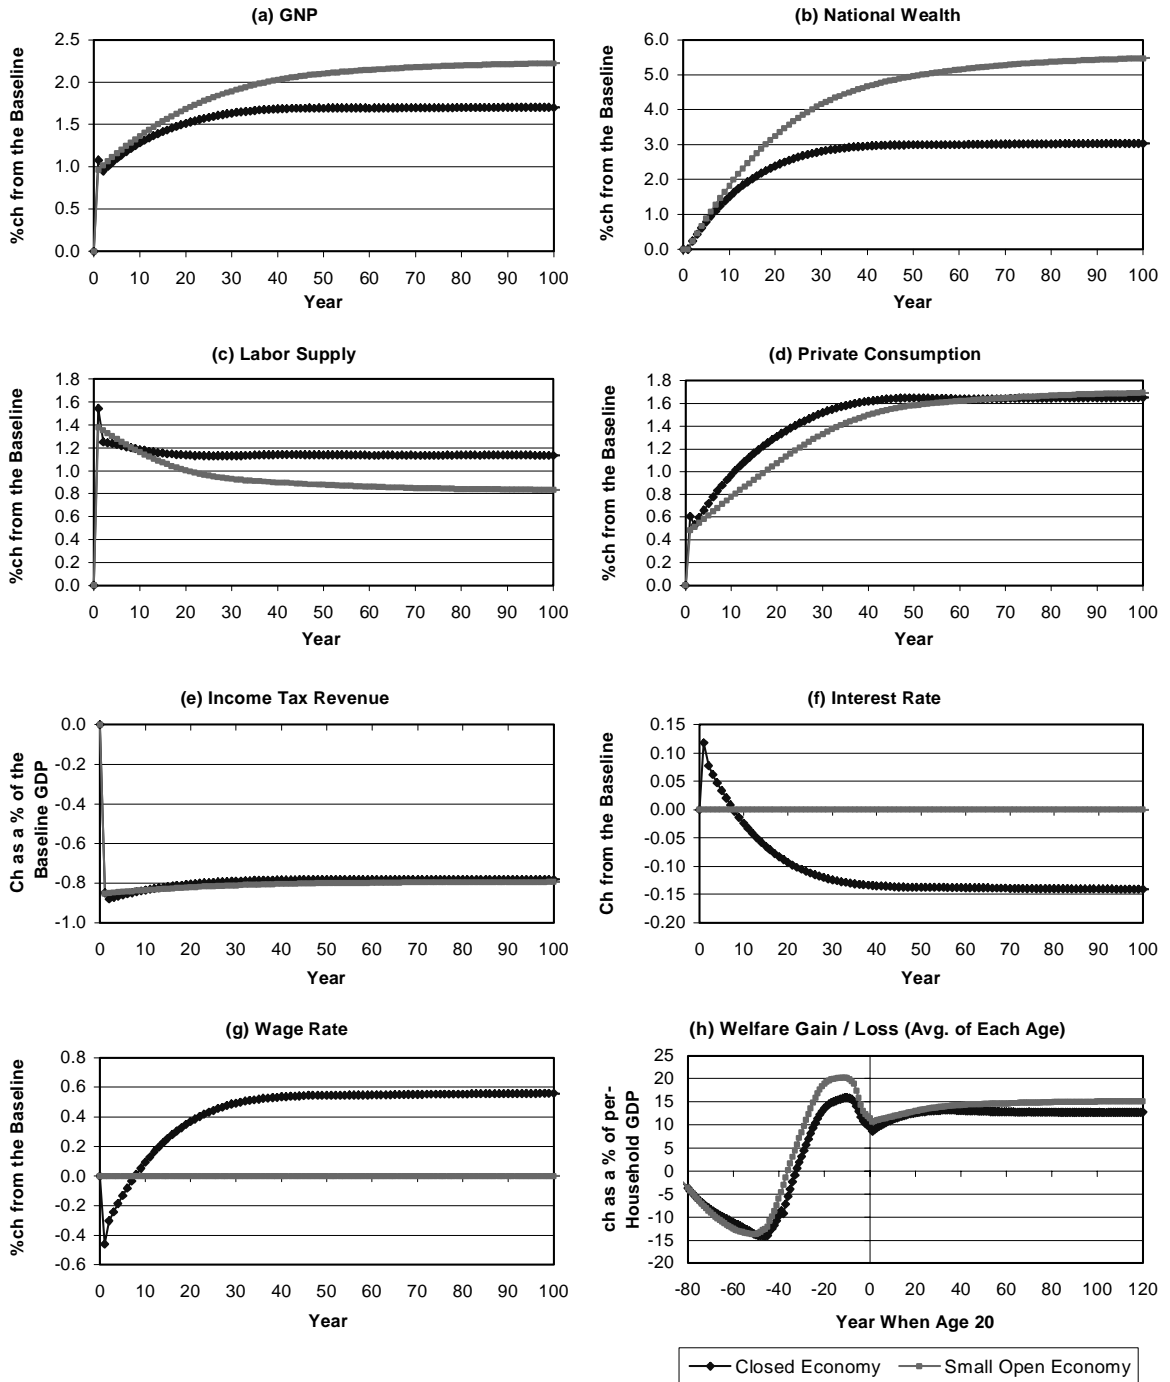 (a) GNP
%ch from the Baseline
2.5
2.0
1.5
1.0
0.5
0.0
0 10 20 30 40 50 60 70 80 90 100
Year
(b) National Wealth
%ch from the Baseline
6.0
5.0
4.0
3.0
2.0
1.0
0.0
0 10 20 30 40 50 60 70 80 90 100
Year
(c) Labor Supply
%ch from the Baseline
1.8
1.6
1.4
1.2
1.0
0.8
0.6
0.4
0.2
0.0
0 10 20 30 40 50 60 70 80 90 100
Year
(d) Private Consumption
%ch from the Baseline
1.8
1.6
1.4
1.2
1.0
0.8
0.6
0.4
0.2
0.0
0 10 20 30 40 50 60 70 80 90 100
Year
(e) Income Tax Revenue
Ch as a % of the
Baseline GDP
0.0
-0.2
-0.4
-0.6
-0.8
-1.0
0 10 20 30 40 50 60 70 80 90 100
Year
(f) Interest Rate
Ch from the Baseline
0.15
0.10
0.05
0.00
-0.05
-0.10
-0.15
-0.20
0 10 20 30 40 50 60 70 80 90 100
Year
(g) Wage Rate
%ch from the Baseline
0.8
0.6
0.4
0.2
0.0
-0.2
-0.4
-0.6
0 10 20 30 40 50 60 70 80 90 100
Year
(h) Welfare Gain / Loss (Avg. of Each Age)
ch as a % of per-
Household GDP
25
20
15
10
5
0
-5
-10
-15
-20
-80 -60 -40 -20 0 20 40 60 80 100 120
Year When Age 20
Closed Economy Small Open Economy